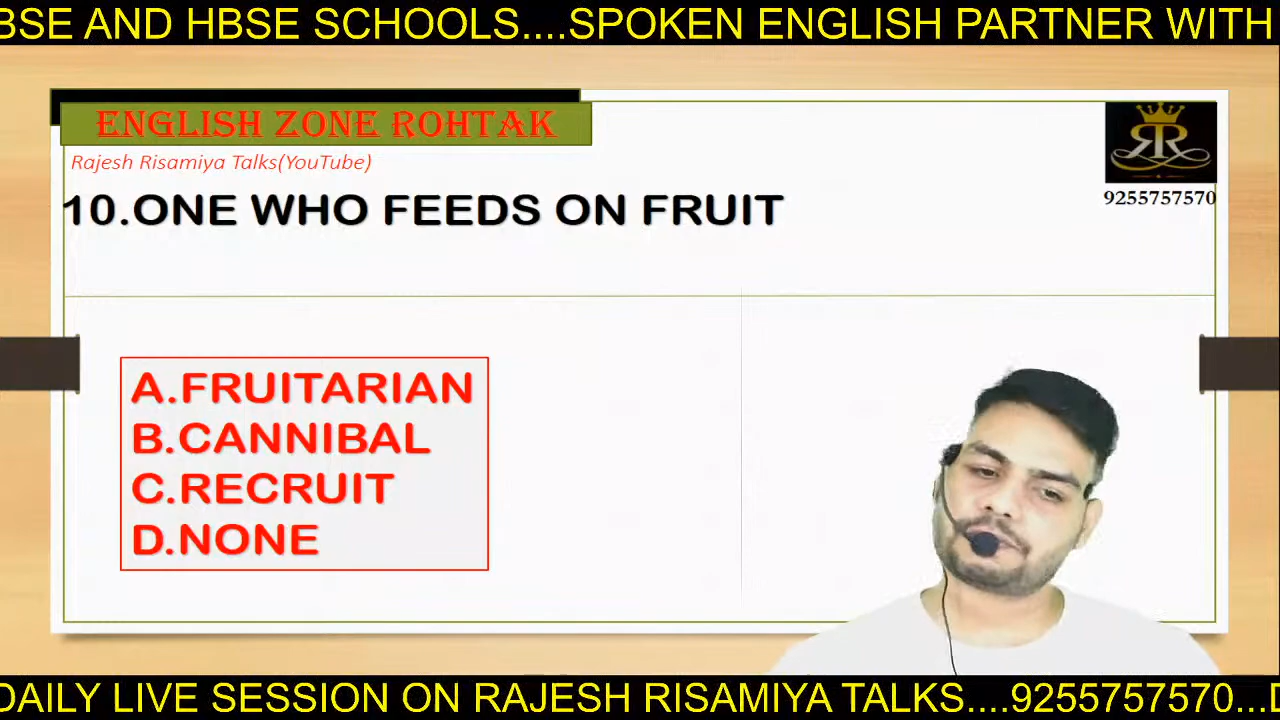 BSE AND HBSE SCHOOLS....SPOKEN ENGLISH PARTNER WITH
ENGLISH ZONE ROHTAK
Rajesh Risamiya Talks(YouTube)
RR
9255757570
10.ONE WHO FEEDS ON FRUIT
A.FRUITARIAN
B.CANNIBAL
C.RECRUIT
D.NONE
DAILY LIVE SESSION ON RAJESH RISAMIYA TALKS....9255757570...D